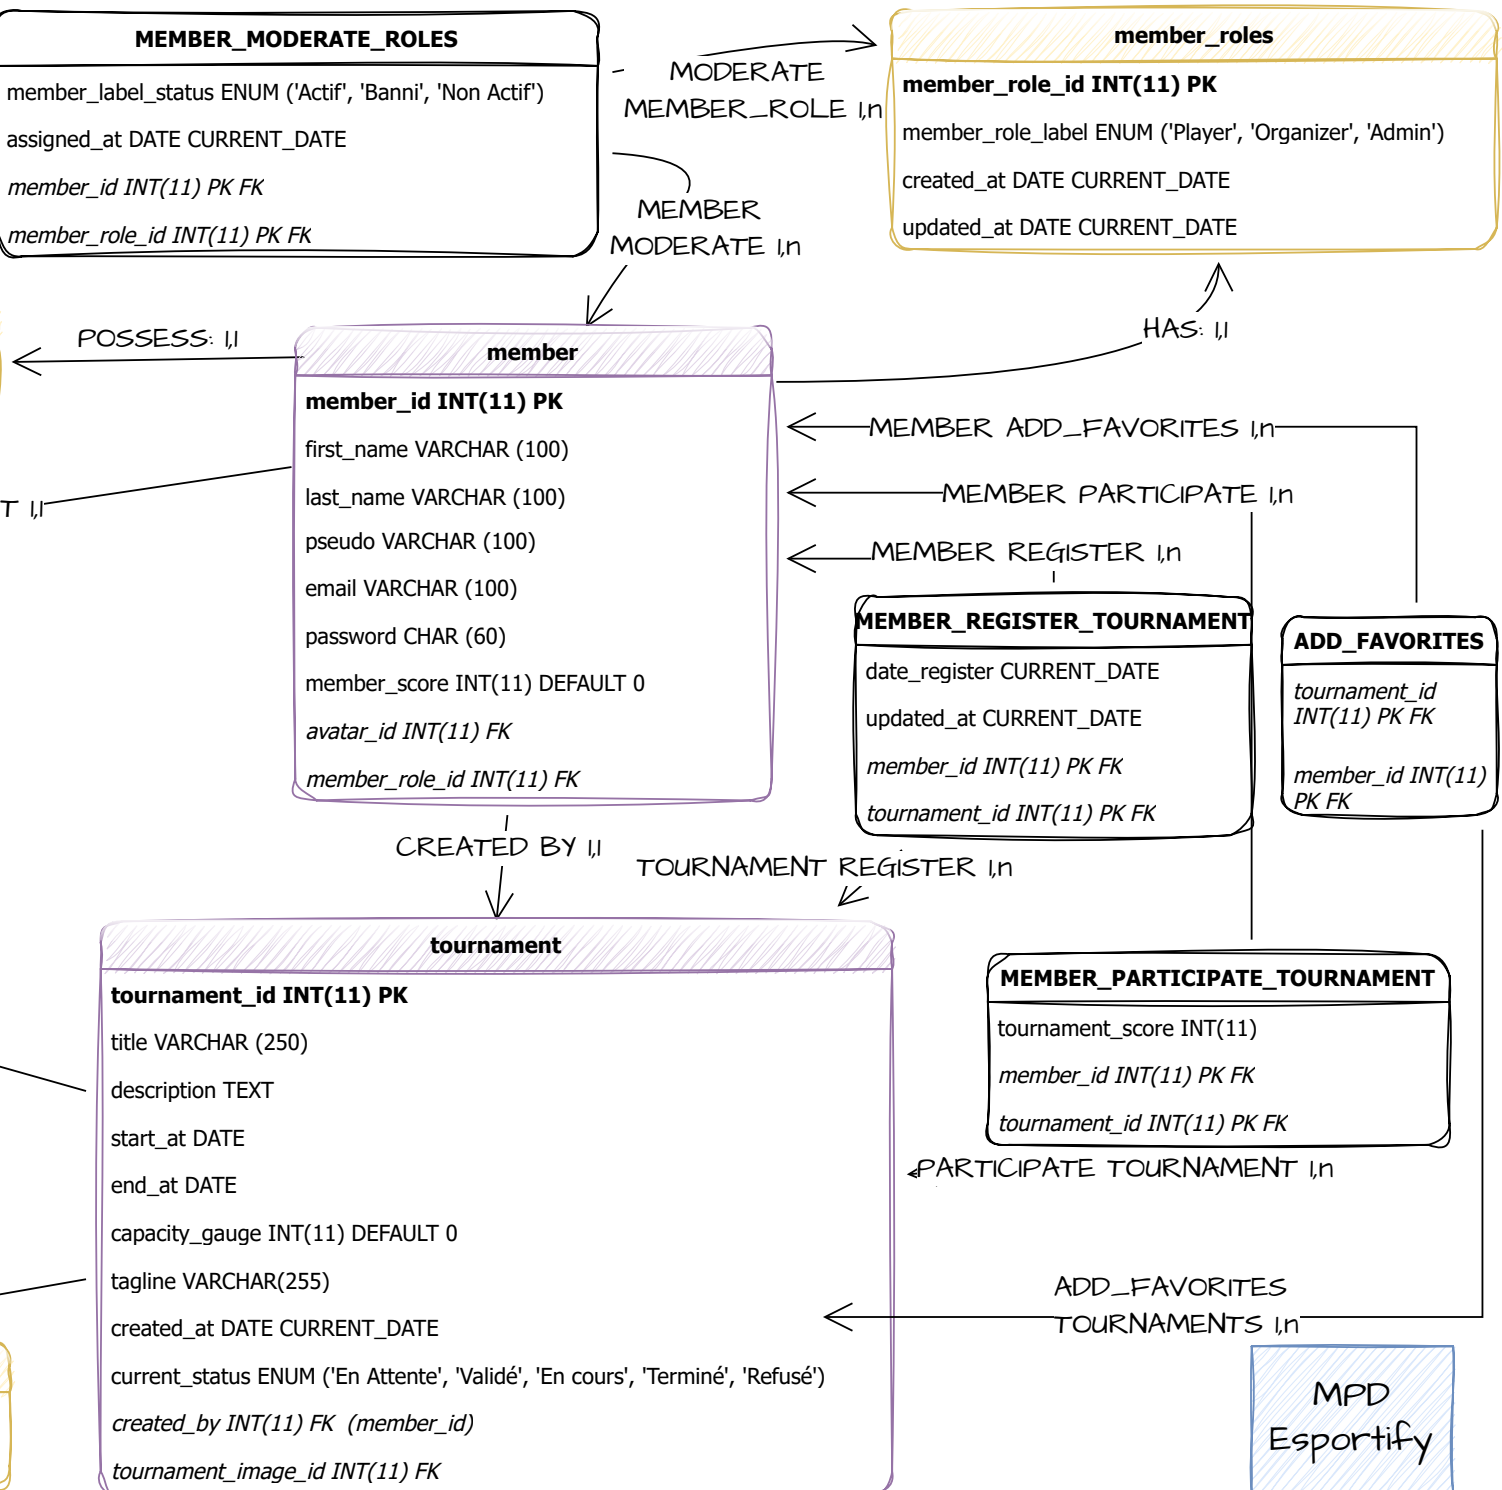 MEMBER_MODERATE_ROLES
member_label_status ENUM ('Actif', 'Banni', 'Non Actif')
assigned_at DATE CURRENT_DATE
member_id INT(11) PK FK
member_role_id INT(11) PK FK
MODERATE
MEMBER_ROLE 1,n
member_roles
member_role_id INT(11) PK
member_role_label ENUM ('Player', 'Organizer', 'Admin')
created_at DATE CURRENT_DATE
updated_at DATE CURRENT_DATE
MEMBER
MODERATE 1,n
POSSESS: 1,1
HAS: 1,1
member
member_id INT(11) PK
first_name VARCHAR (100)
last_name VARCHAR (100)
pseudo VARCHAR (100)
email VARCHAR (100)
password CHAR (60)
member_score INT(11) DEFAULT 0
avatar_id INT(11) FK
member_role_id INT(11) FK
T 1,1
MEMBER ADD_FAVORITES 1,n
MEMBER PARTICIPATE 1,n
MEMBER REGISTER 1,n
MEMBER_REGISTER_TOURNAMENT
date_register CURRENT_DATE
updated_at CURRENT_DATE
member_id INT(11) PK FK
tournament_id INT(11) PK FK
ADD_FAVORITES
tournament_id
INT(11) PK FK
member_id INT(11)
PK FK
CREATED BY 1,1
TOURNAMENT REGISTER 1,n
tournament
tournament_id INT(11) PK
title VARCHAR (250)
description TEXT
start_at DATE
end_at DATE
capacity_gauge INT(11) DEFAULT 0
tagline VARCHAR(255)
created_at DATE CURRENT_DATE
current_status ENUM ('En Attente', 'Validé', 'En cours', 'Terminé', 'Refusé')
created_by INT(11) FK (member_id)
tournament_image_id INT(11) FK
MEMBER_PARTICIPATE_TOURNAMENT
tournament_score INT(11)
member_id INT(11) PK FK
tournament_id INT(11) PK FK
PARTICIPATE TOURNAMENT 1,n
ADD_FAVORITES
TOURNAMENTS 1,n
MPD
Esportify